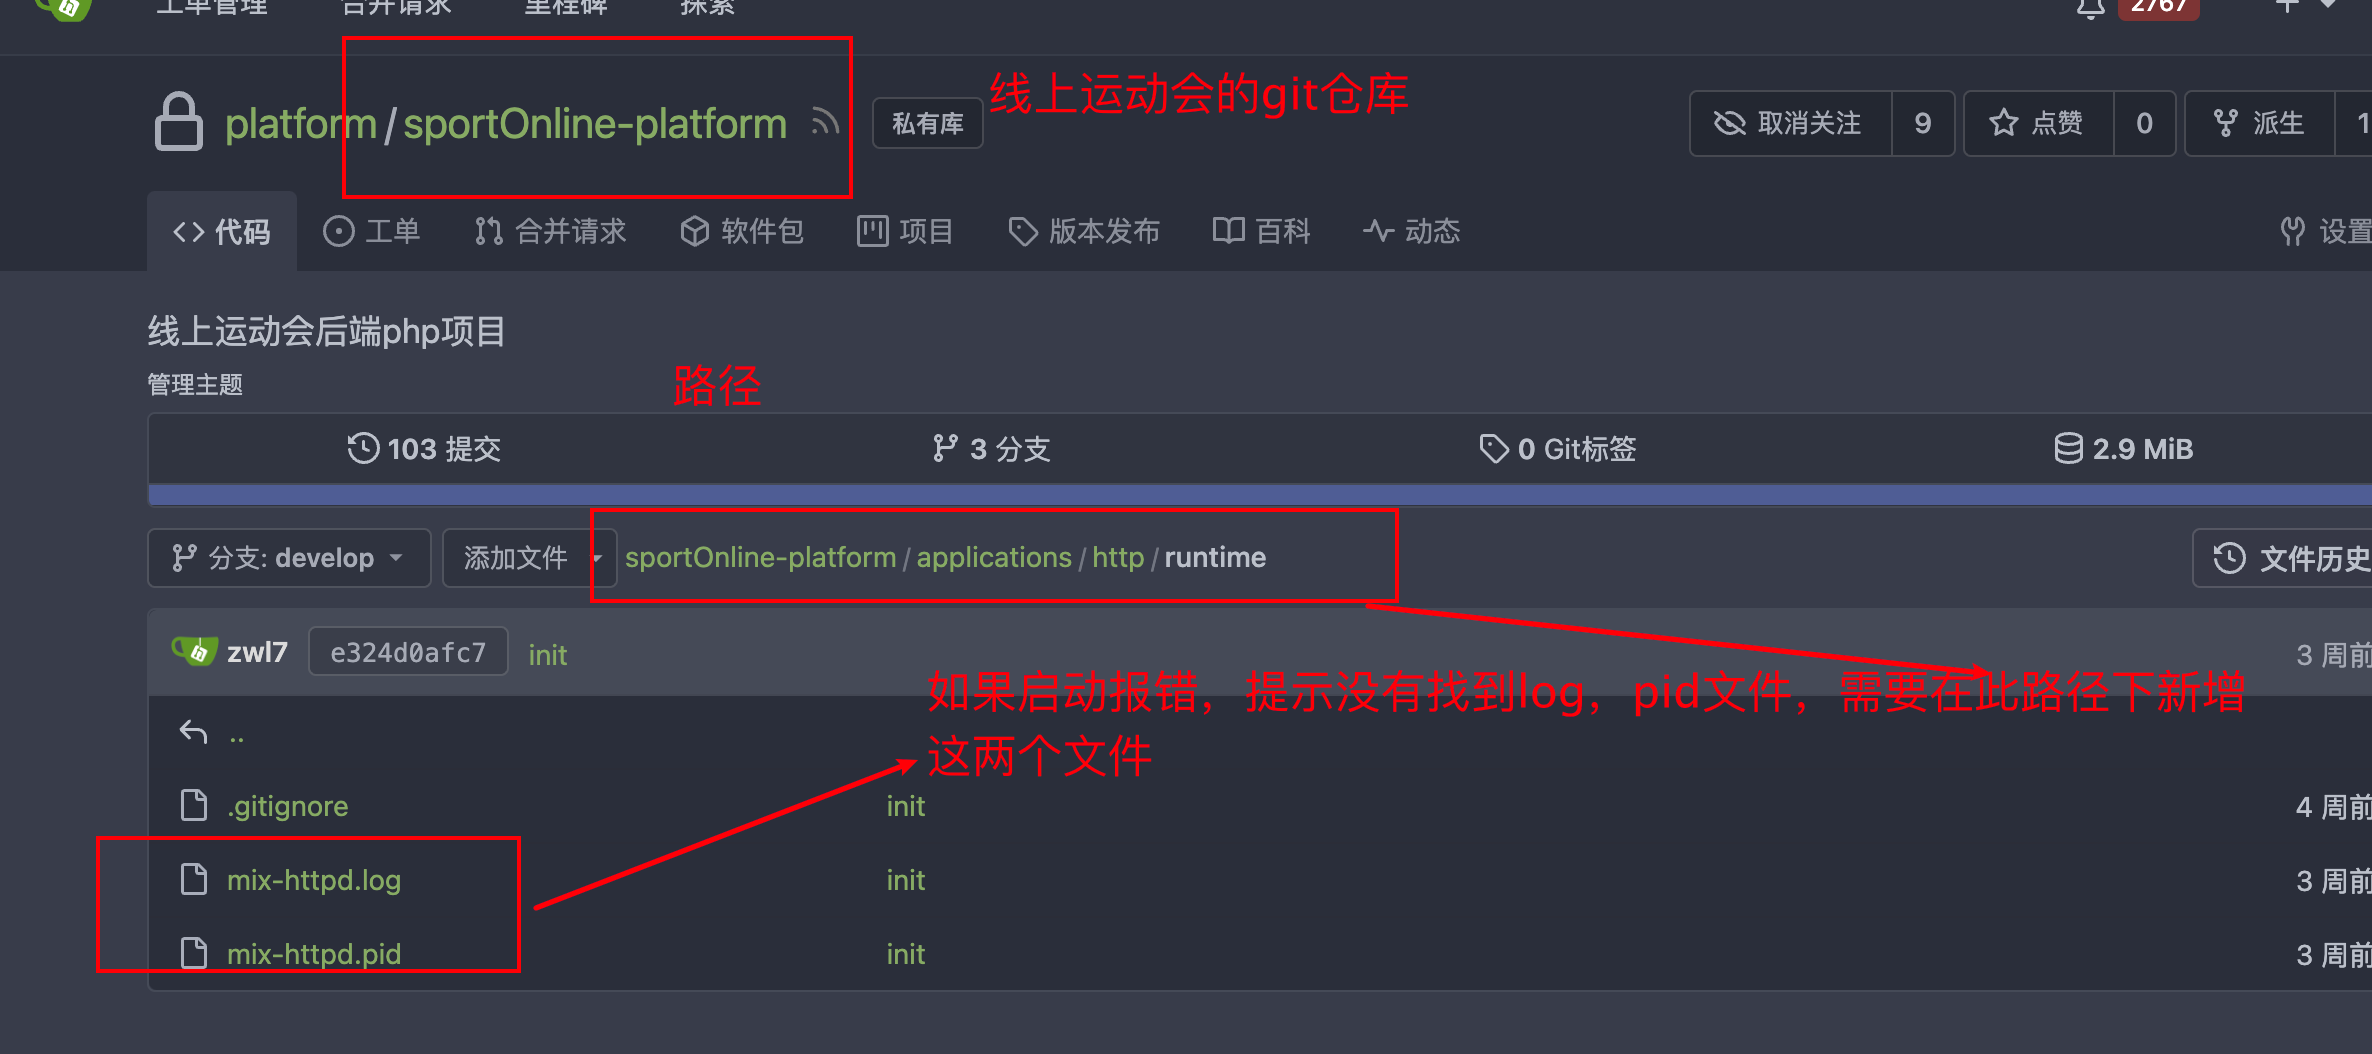 工单管理 合并请求 里程碑 探索 2767
platform/sportOnline-platform 私有库 线上运动会的git仓库 取消关注 9 点赞 0 派生 1
代码 工单 合并请求 软件包 项目 版本发布 百科 动态 设置
线上运动会后端php项目
管理主题
路径
103 提交 3 分支 0 Git标签 2.9 MiB
分支: develop 添加文件 sportOnline-platform/applications/http/runtime 文件历史
zwl7 e324d0afc7 init 3 周前
如果启动报错，提示没有找到log，pid文件，需要在此路径下新增
这两个文件
..
.gitignore init 4 周前
mix-httpd.log init 3 周前
mix-httpd.pid init 3 周前